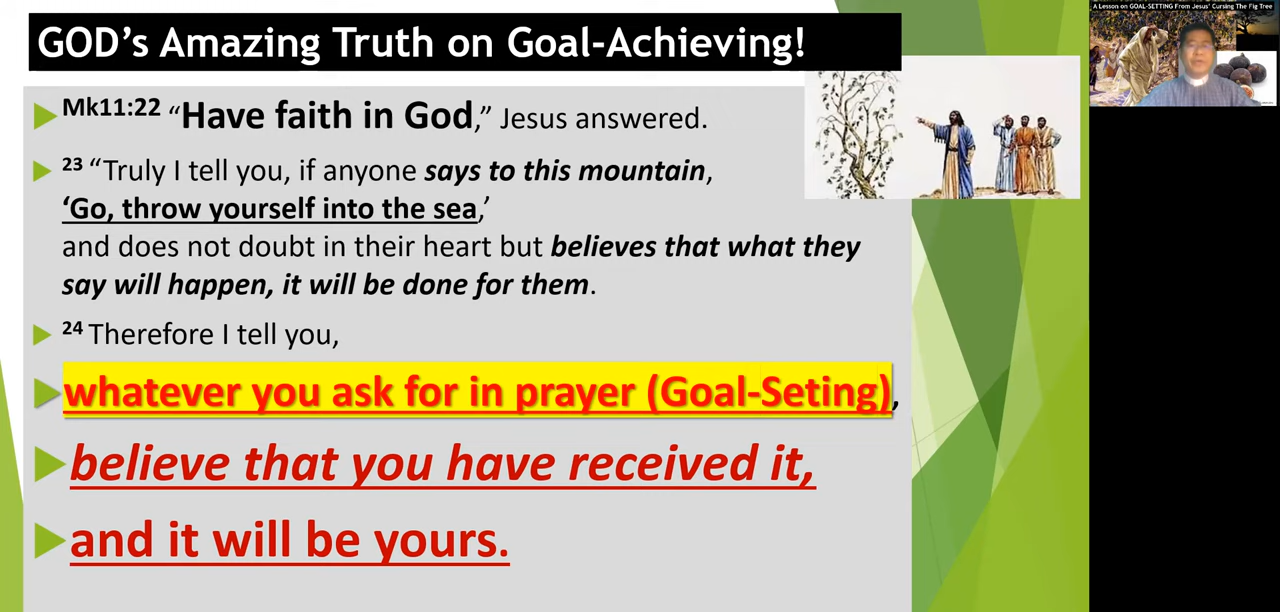 GOD's Amazing Truth on Goal-Achieving!
Mk11:22 “Have faith in God,” Jesus answered.
23 “Truly I tell you, if anyone says to this mountain,
‘Go, throw yourself into the sea,’
and does not doubt in their heart but believes that what they
say will happen, it will be done for them.
24 Therefore I tell you,
whatever you ask for in prayer (Goal-Seting),
believe that you have received it,
and it will be yours.
A Lesson on GOAL-SETTING From Jesus' Cursing The Fig Tree